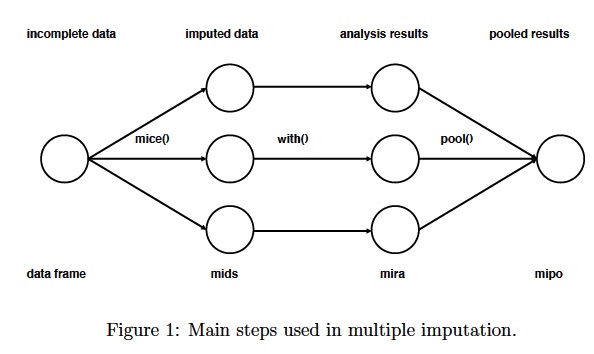 incomplete data imputed data analysis results pooled results
mice() with() pool()
data frame mids mira mipo
Figure 1: Main steps used in multiple imputation.